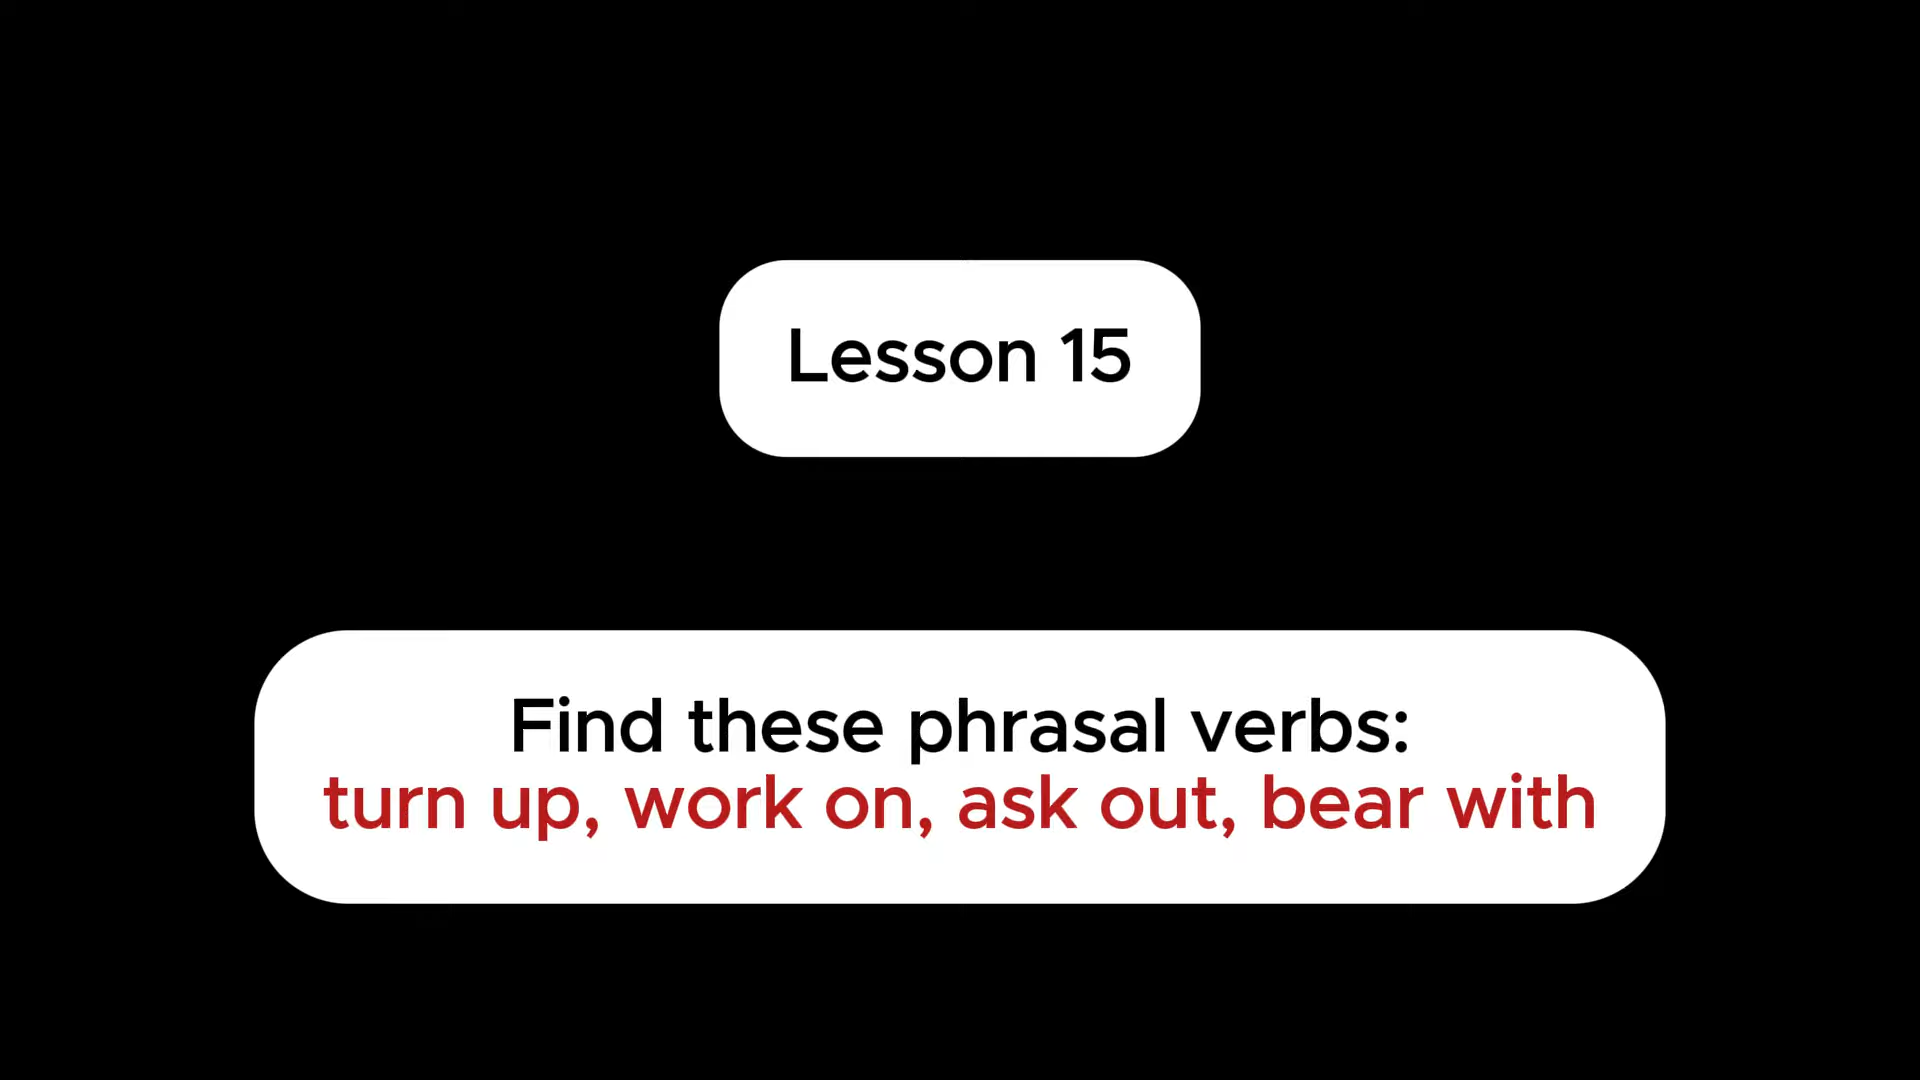 Lesson 15
Find these phrasal verbs:
turn up, work on, ask out, bear with